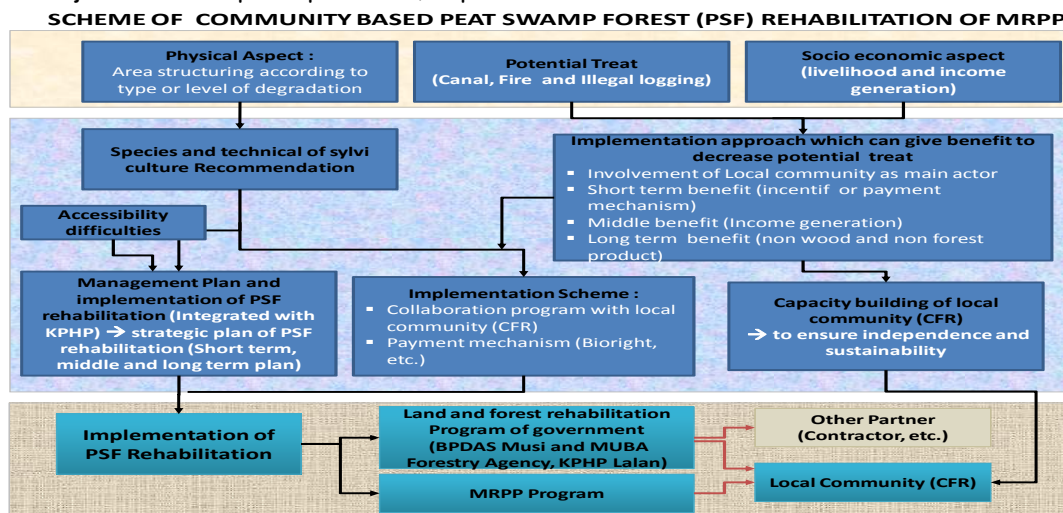 SCHEME OF COMMUNITY BASED PEAT SWAMP FOREST (PSF) REHABILITATION OF MRPP
Physical Aspect :
Area structuring according to
type or level of degradation
Potential Treat
(Canal, Fire and Illegal logging)
Socio economic aspect
(livelihood and income
generation)
Species and technical of sylvi
culture Recommendation
Implementation approach which can give benefit to
decrease potential treat
▪ Involvement of Local community as main actor
▪ Short term benefit (incentif or payment
mechanism)
▪ Middle benefit (Income generation)
▪ Long term benefit (non wood and non forest
product)
Accessibility
difficulties
Management Plan and
implementation of PSF
rehabilitation (Integrated with
KPHP) → strategic plan of PSF
rehabilitation (Short term,
middle and long term plan)
Implementation Scheme :
▪ Collaboration program with local
community (CFR)
▪ Payment mechanism (Bioright,
etc.)
Capacity building of local
community (CFR)
→ to ensure independence and
sustainability
Implementation of
PSF Rehabilitation
Land and forest rehabilitation
Program of government
(BPDAS Musi and MUBA
Forestry Agency, KPHP Lalan)
MRPP Program
Other Partner
(Contractor, etc.)
Local Community (CFR)